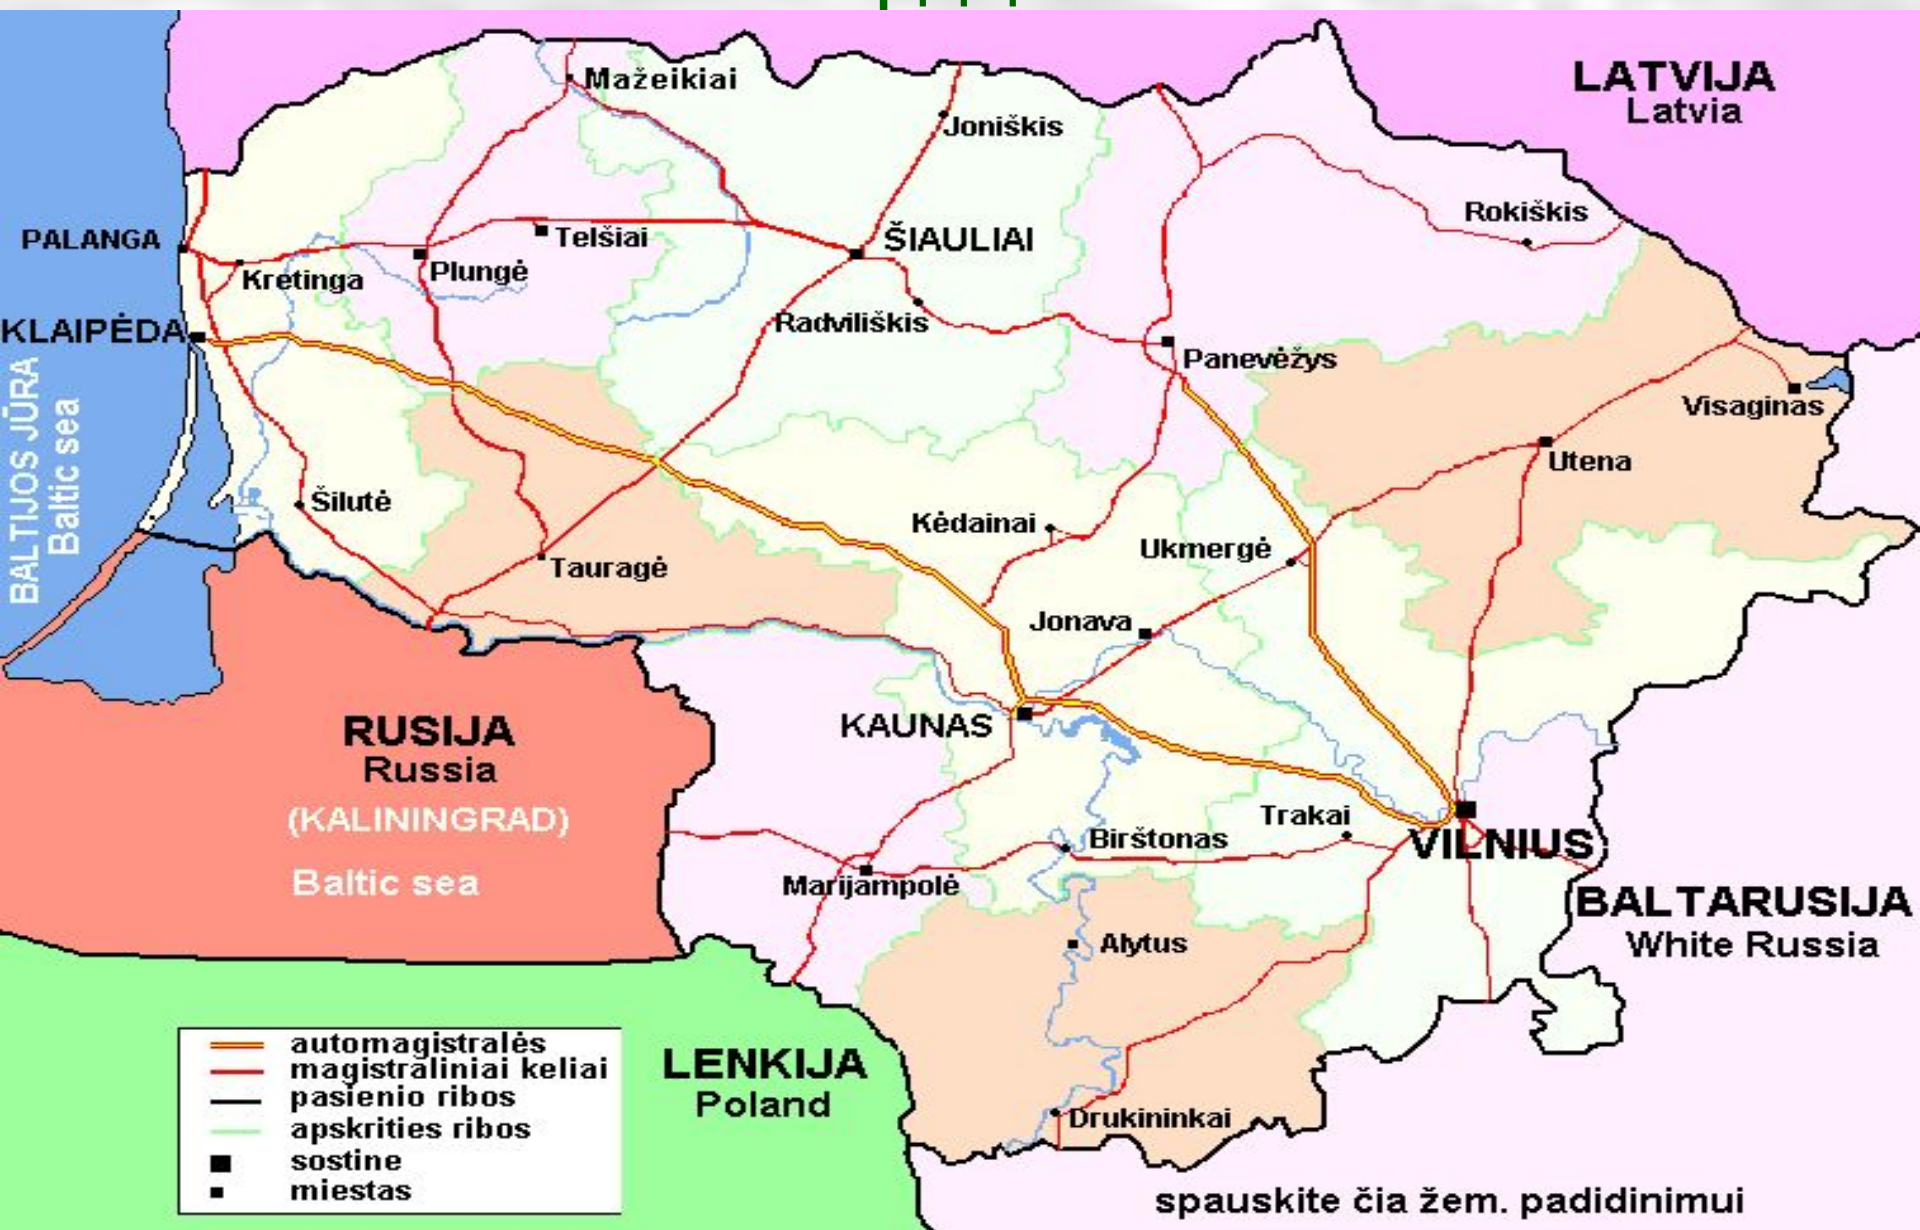 LATVIJA
Latvia
Mažeikiai
Joniškis
Rokiškis
PALANGA
Telšiai
ŠIAULIAI
Kretinga
Plungė
KLAIPĖDA
Radviliškis
Panevėžys
Visaginas
BALTIJOS JŪRA
Baltic sea
Utena
Šilutė
Kėdainai
Ukmergė
Tauragė
Jonava
RUSIJA
Russia
(KALININGRAD)
Baltic sea
KAUNAS
Trakai
VILNIUS
Birštonas
Marijampolė
BALTARUSIJA
White Russia
Alytus
LENKIJA
Poland
Drukininkai
automagistralės
magistraliniai keliai
pasienio ribos
apskrities ribos
sostine
miestas
spauskite čia žem. padidinimui